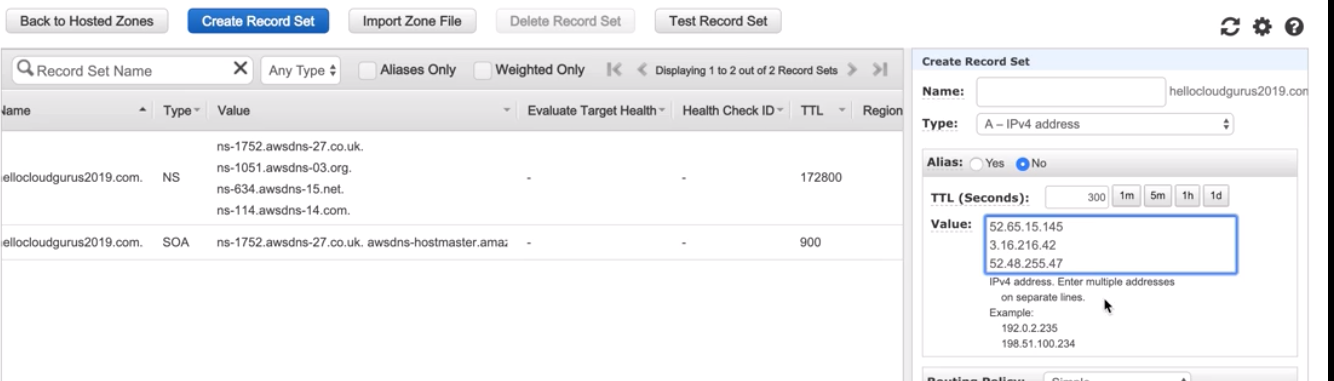 Back to Hosted Zones Create Record Set Import Zone File Delete Record Set Test Record Set
Record Set Name Any Type Aliases Only Weighted Only Displaying 1 to 2 out of 2 Record Sets
Name Type Value Evaluate Target Health Health Check ID TTL Region
ns-1752.awsdns-27.co.uk.
ns-1051.awsdns-03.org.
ellocloudgurus2019.com. NS - - 172800
ns-634.awsdns-15.net.
ns-114.awsdns-14.com.
ellocloudgurus2019.com. SOA ns-1752.awsdns-27.co.uk. awsdns-hostmaster.ama - - 900
Create Record Set
Name: hellocloudgurus2019.com
Type: A – IPv4 address
Alias: Yes No
TTL (Seconds): 300 1m 5m 1h 1d
Value: 52.65.15.145
3.16.216.42
52.48.255.47
IPv4 address. Enter multiple addresses
on separate lines.
Example:
192.0.2.235
198.51.100.234
Routing Policy: Simple